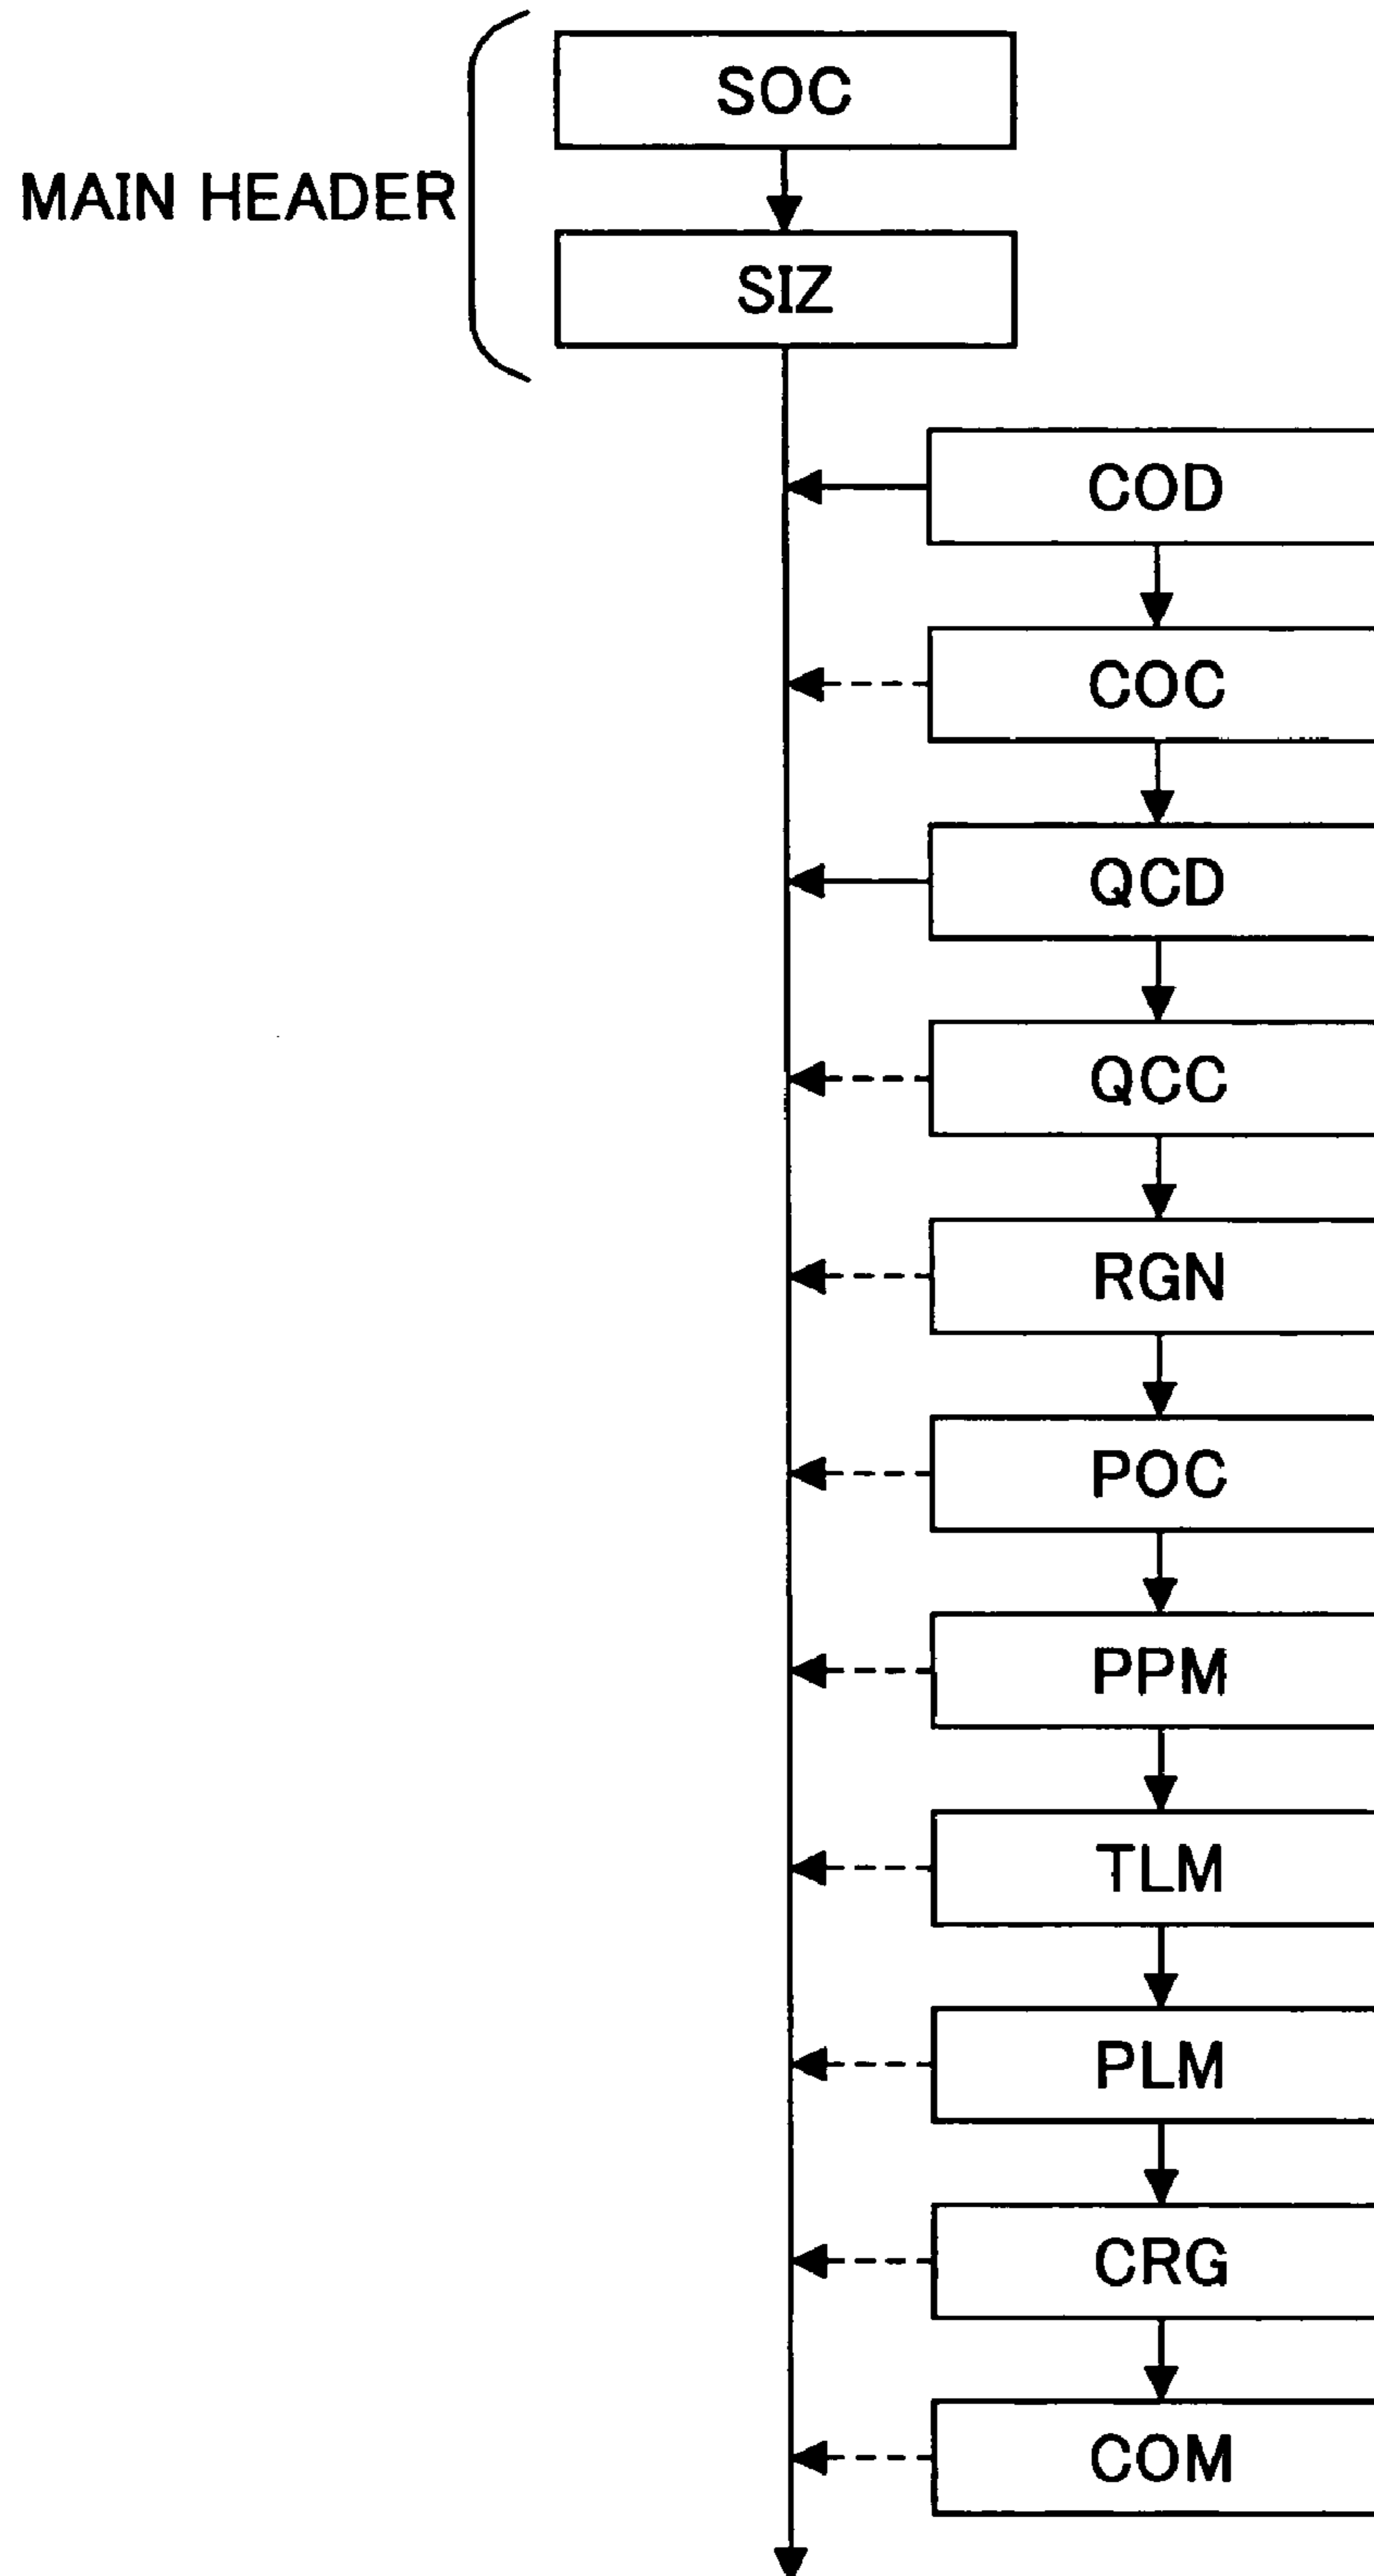 SOC
MAIN HEADER
SIZ
COD
COC
QCD
QCC
RGN
POC
PPM
TLM
PLM
CRG
COM